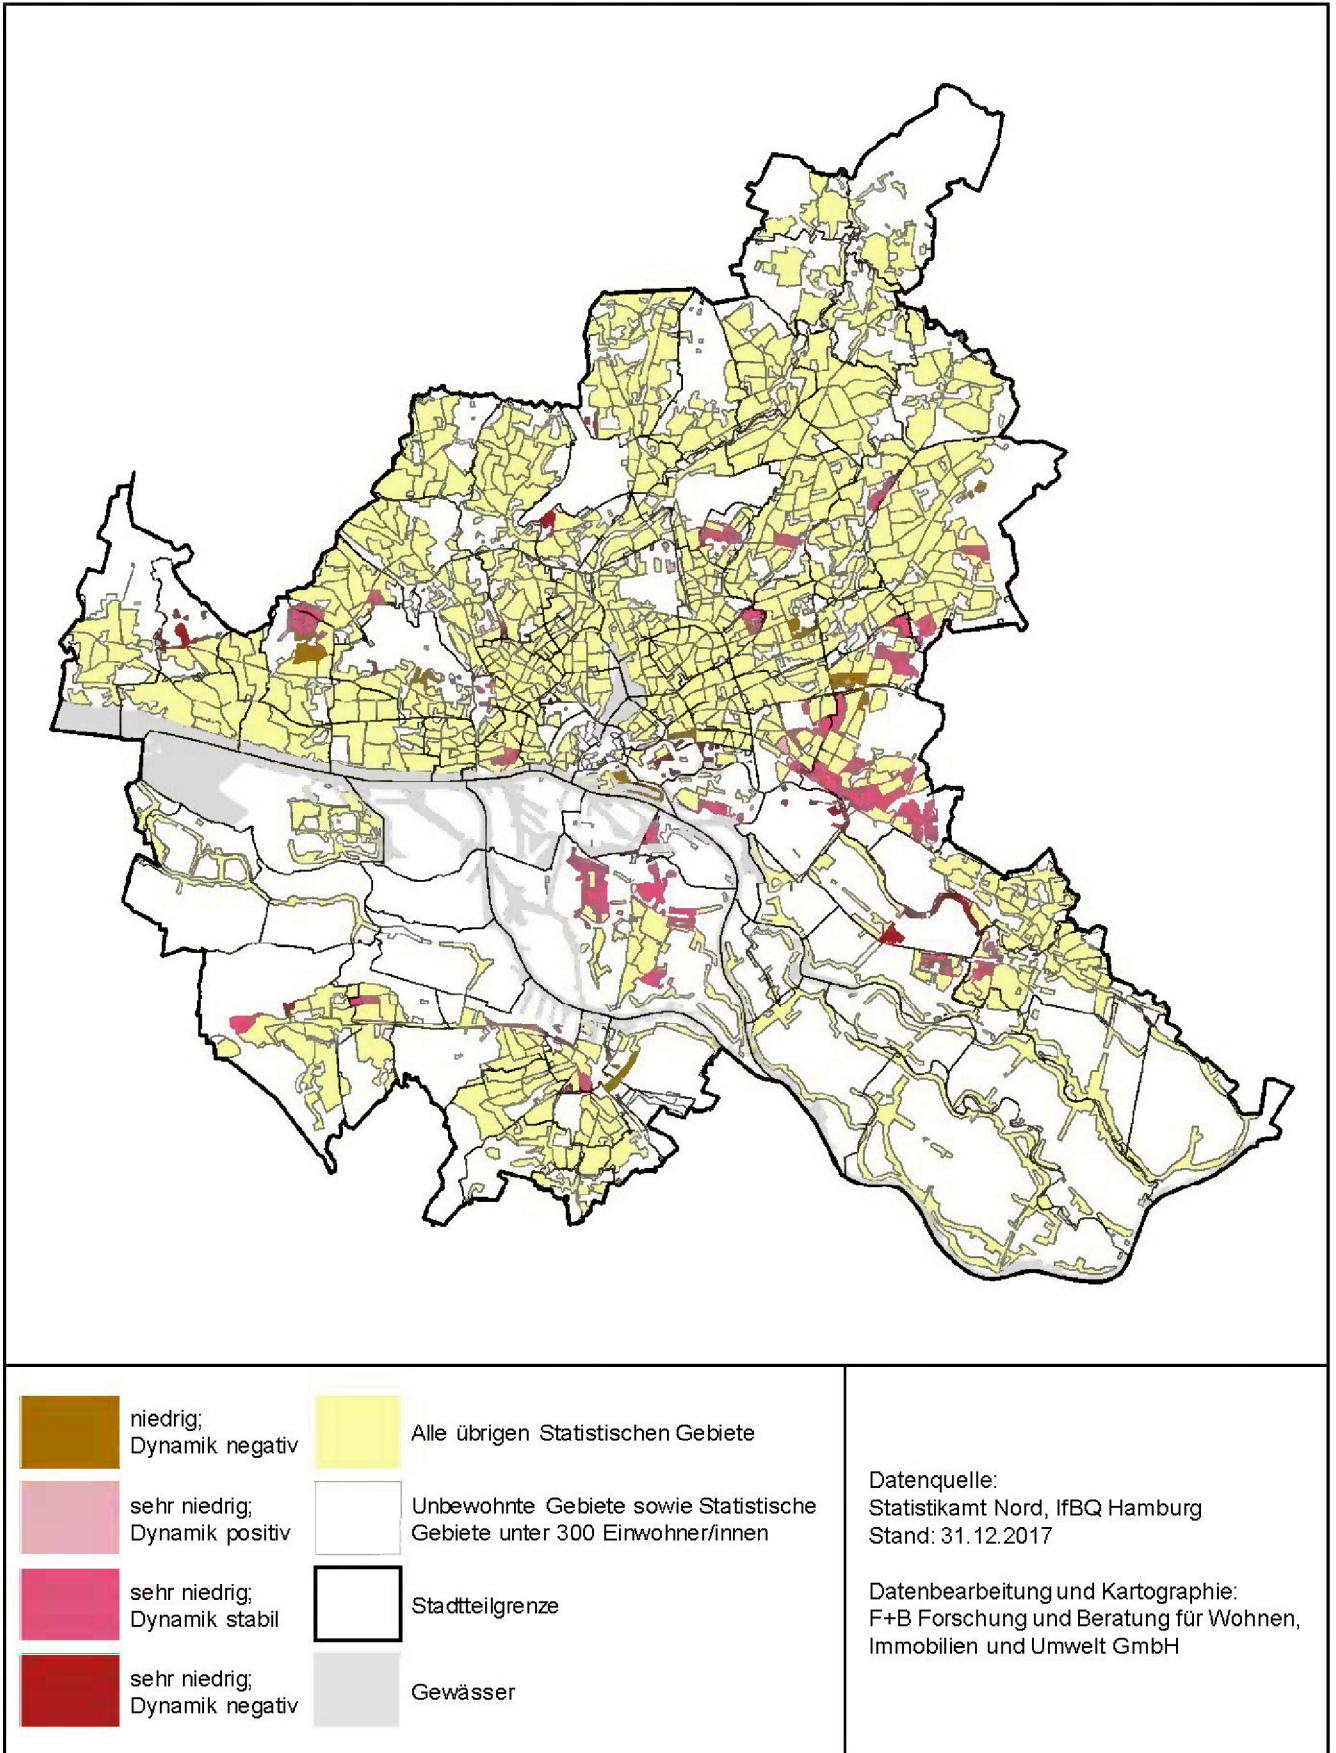 niedrig;
Dynamik negativ
sehr niedrig;
Dynamik positiv
sehr niedrig;
Dynamik stabil
sehr niedrig;
Dynamik negativ
Alle übrigen Statistischen Gebiete
Unbewohnte Gebiete sowie Statistische
Gebiete unter 300 Einwohner/innen
Stadtteilgrenze
Gewässer
Datenquelle:
Statistikamt Nord, IfBQ Hamburg
Stand: 31.12.2017
Datenbearbeitung und Kartographie:
F+B Forschung und Beratung für Wohnen,
Immobilien und Umwelt GmbH